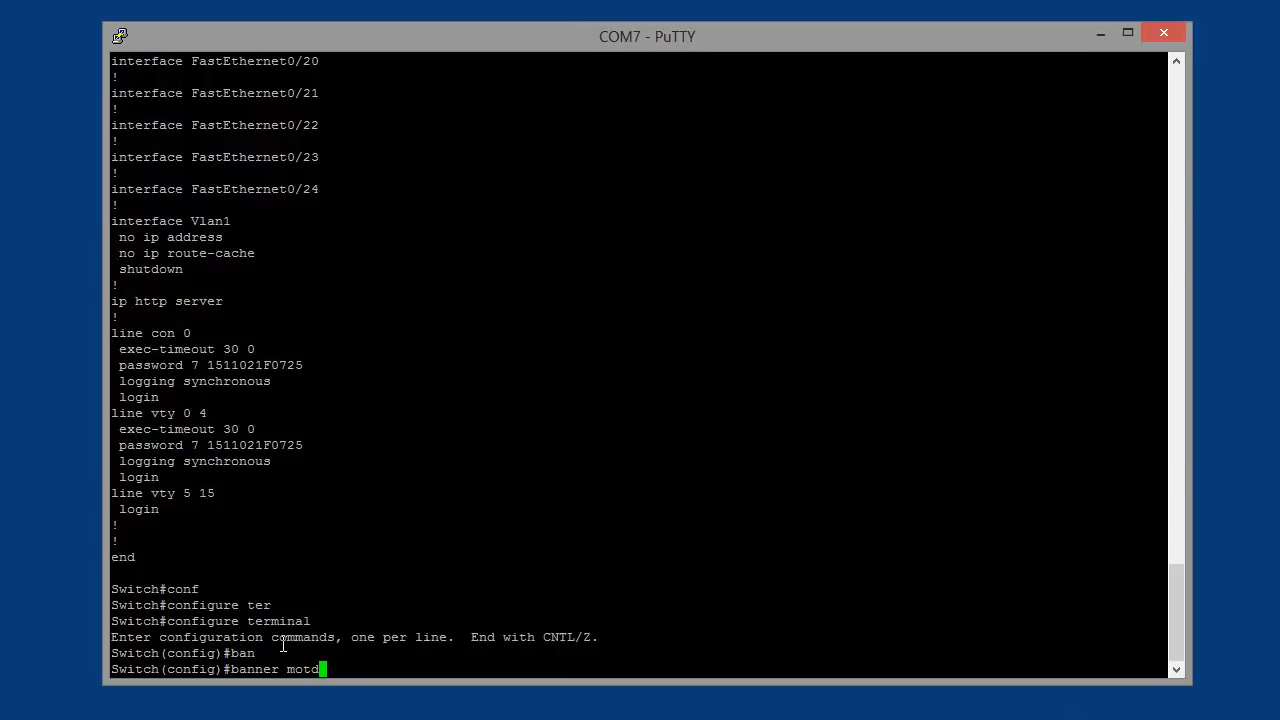 COM7 - PuTTY
interface FastEthernet0/20
!
interface FastEthernet0/21
!
interface FastEthernet0/22
!
interface FastEthernet0/23
!
interface FastEthernet0/24
!
interface Vlan1
 no ip address
 no ip route-cache
 shutdown
!
ip http server
!
line con 0
 exec-timeout 30 0
 password 7 1511021F0725
 logging synchronous
 login
line vty 0 4
 exec-timeout 30 0
 password 7 1511021F0725
 logging synchronous
 login
line vty 5 15
 login
!
!
end
Switch#conf
Switch#configure ter
Switch#configure terminal
Enter configuration commands, one per line.  End with CNTL/Z.
Switch(config)#ban
Switch(config)#banner motd